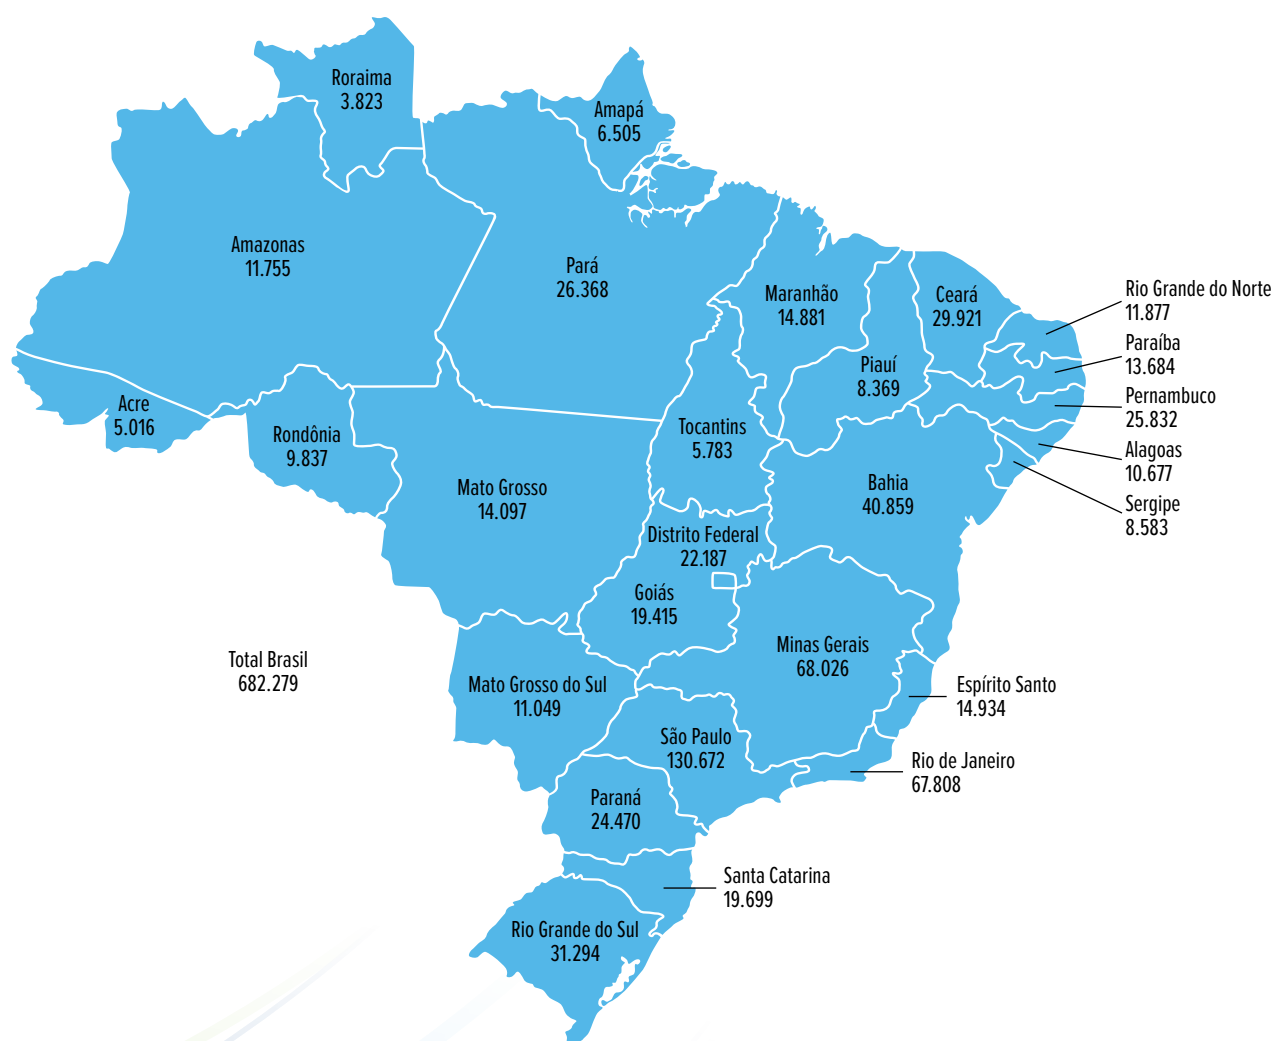 Roraima
3.823
Amapá
6.505
Amazonas
11.755
Pará
26.368
Maranhão
14.881
Ceará
29.921
Rio Grande do Norte
11.877
Paraíba
13.684
Piauí
8.369
Pernambuco
25.832
Acre
5.016
Rondônia
9.837
Tocantins
5.783
Alagoas
10.677
Mato Grosso
14.097
Bahia
40.859
Sergipe
8.583
Distrito Federal
22.187
Goiás
19.415
Minas Gerais
68.026
Total Brasil
682.279
Mato Grosso do Sul
11.049
Espírito Santo
14.934
São Paulo
130.672
Rio de Janeiro
67.808
Paraná
24.470
Santa Catarina
19.699
Rio Grande do Sul
31.294